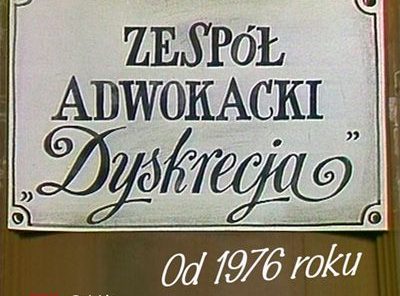 ZESPÓŁ
ADWOKACKI
„Dyskrecja”
Od 1976 roku